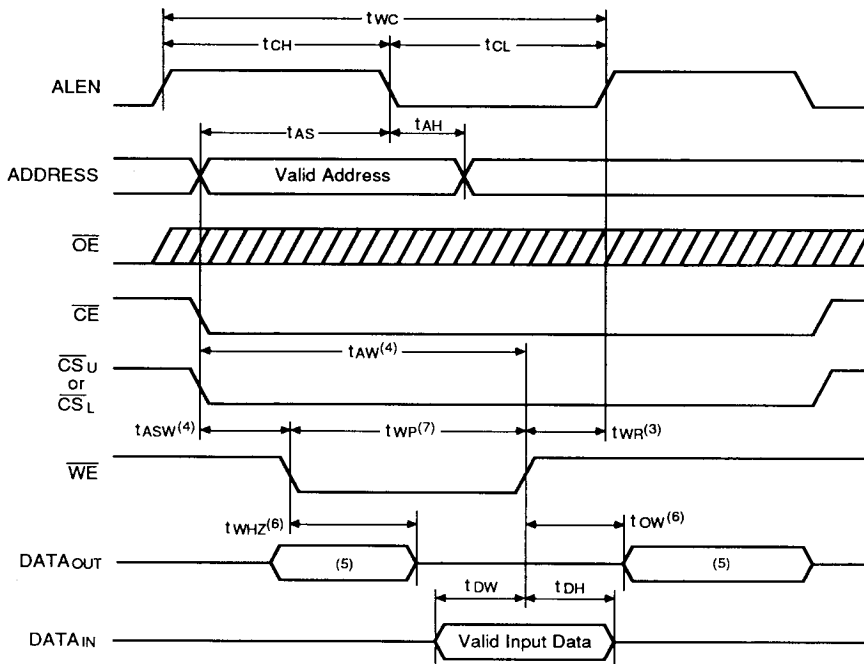 tWC
tCH tCL
ALEN
tAS tAH
ADDRESS Valid Address
OE
CE
tAW(4)
CSU
or
CSL
tASW(4) tWP(7) tWR(3)
WE
tWHZ(6) tOW(6)
DATAOUT (5) (5)
tDW tDH
DATAIN Valid Input Data